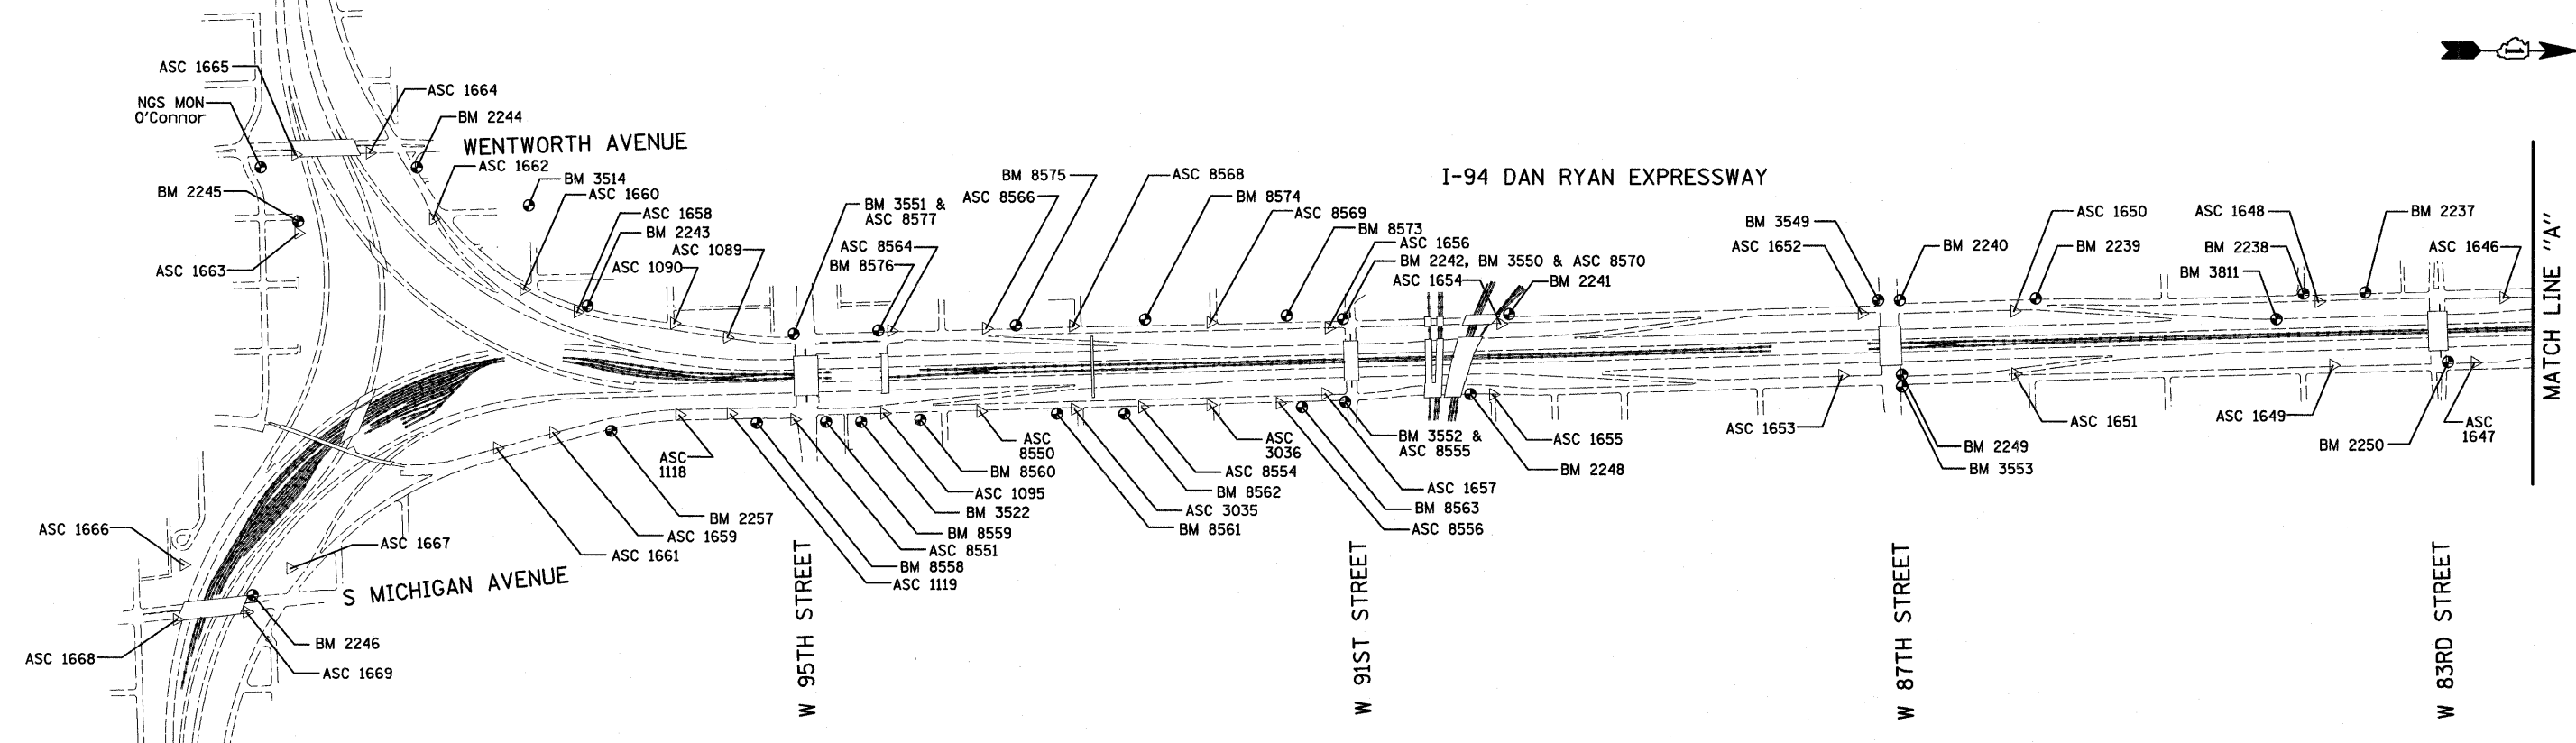 ASC 1665
NGS MON
O'Connor
ASC 1664
BM 2244
WENTWORTH AVENUE
ASC 1662
BM 3514
BM 2245
ASC 1660
ASC 1658
BM 2243
ASC 1663
ASC 1089
ASC 1090
BM 3551 &
ASC 8577
ASC 8564
BM 8576
BM 8575
ASC 8566
ASC 8568
BM 8574
ASC 8569
BM 8573
ASC 1656
BM 2242, BM 3550 & ASC 8570
ASC 1654
BM 2241
I-94 DAN RYAN EXPRESSWAY
BM 3549
ASC 1652
BM 2240
ASC 1650
BM 2239
ASC 1648
BM 2238
BM 3811
BM 2237
ASC 1646
MATCH LINE "A"
ASC
1118
ASC
8550
BM 8560
ASC 1095
BM 3522
BM 8559
ASC 8551
BM 8558
ASC 1119
BM 2257
ASC 1659
ASC 1661
ASC
3036
ASC 8554
BM 8562
ASC 3035
BM 8561
BM 3552 &
ASC 8555
ASC 1657
BM 8563
ASC 8556
ASC 1655
BM 2248
ASC 1653
BM 2249
BM 3553
ASC 1651
ASC 1649
BM 2250
ASC
1647
ASC 1666
ASC 1667
S MICHIGAN AVENUE
BM 2246
ASC 1668
ASC 1669
W 95TH STREET
W 91ST STREET
W 87TH STREET
W 83RD STREET